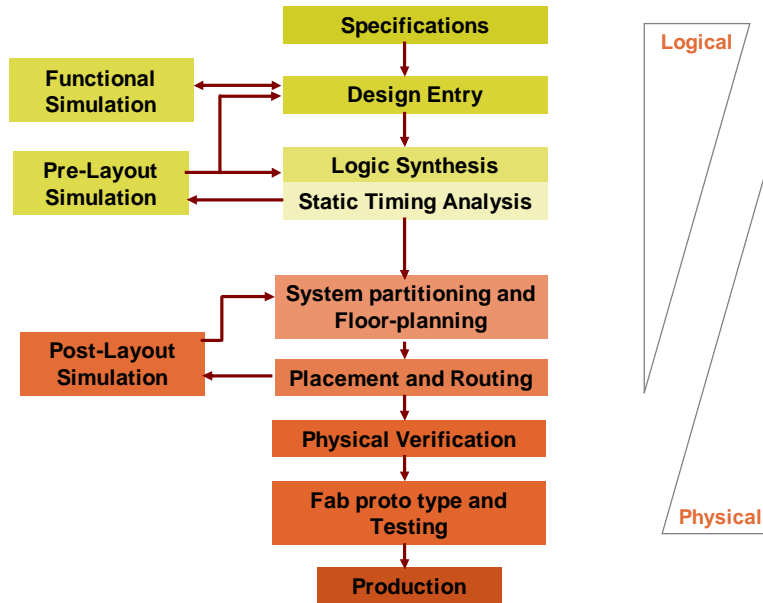 Specifications
Logical
Functional
Simulation
Design Entry
Pre-Layout
Simulation
Logic Synthesis
Static Timing Analysis
System partitioning and
Floor-planning
Post-Layout
Simulation
Placement and Routing
Physical Verification
Fab proto type and
Testing
Physical
Production